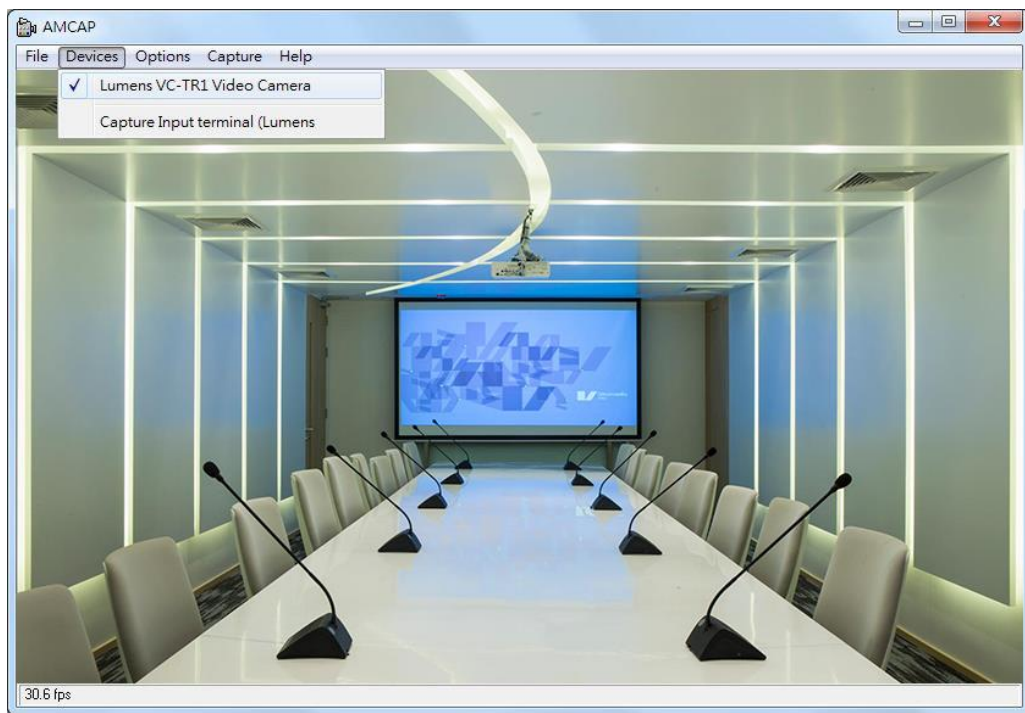 AMCAP
File Devices Options Capture Help
Lumens VC-TR1 Video Camera
Capture Input terminal (Lumens
30.6 fps